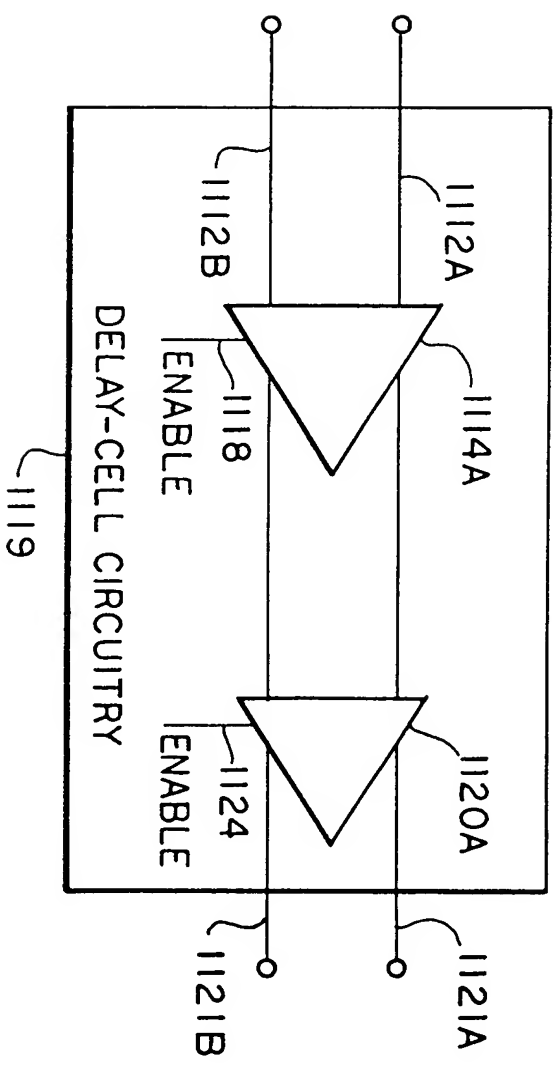 1112A
1114A
1120A
1121A
1112B
1118
ENABLE
1124
ENABLE
1121B
DELAY-CELL CIRCUITRY
1119